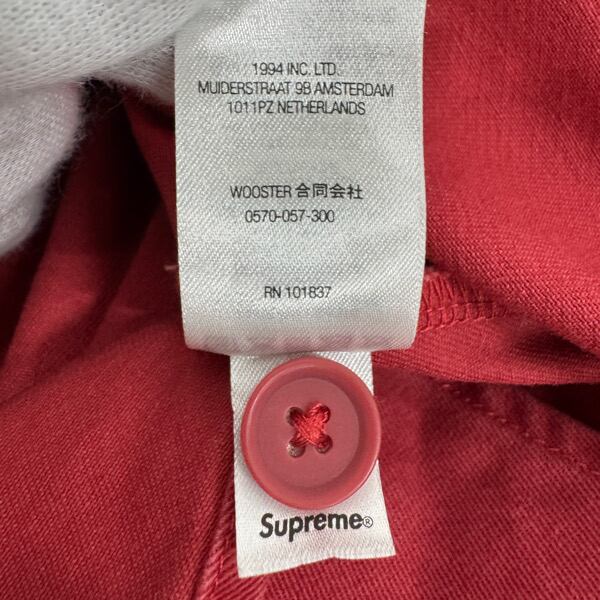 1994 INC. LTD.
MUIDERSTRAAT 9B AMSTERDAM
1011PZ NETHERLANDS
WOOSTER 合同会社
0570-057-300
RN 101837
Supreme®